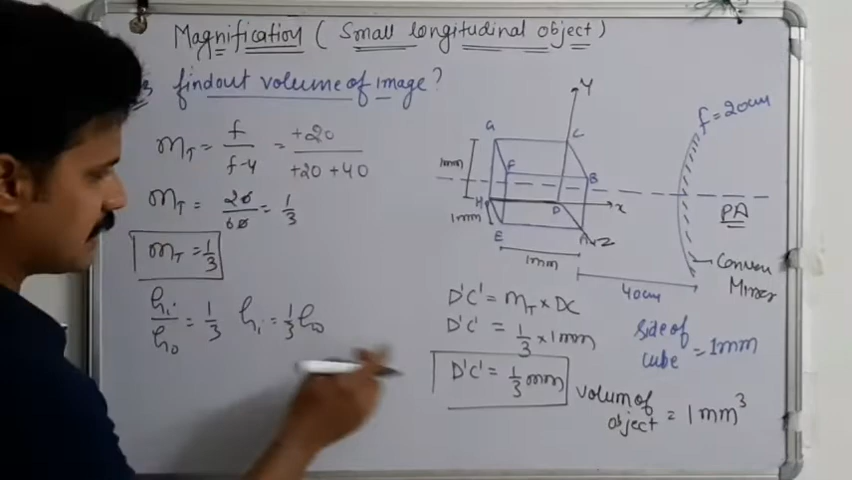 Magnification ( Small longitudinal object )
findout volume of image?
mT = f / f-u = +20 / +20 +40
mT = 20 / 60 = 1/3
mT = 1/3
hi / ho = 1/3 hi = 1/3 ho
Y
G
C
1mm
F
B
H
D
x
1mm
E
A
Z
1mm
40cm
f = 20cm
PA
Convex
Mirror
D'C' = mT x DC
D'C' = 1/3 x 1mm
D'C' = 1/3 mm
side of
cube = 1mm
volum of
object = 1 mm³